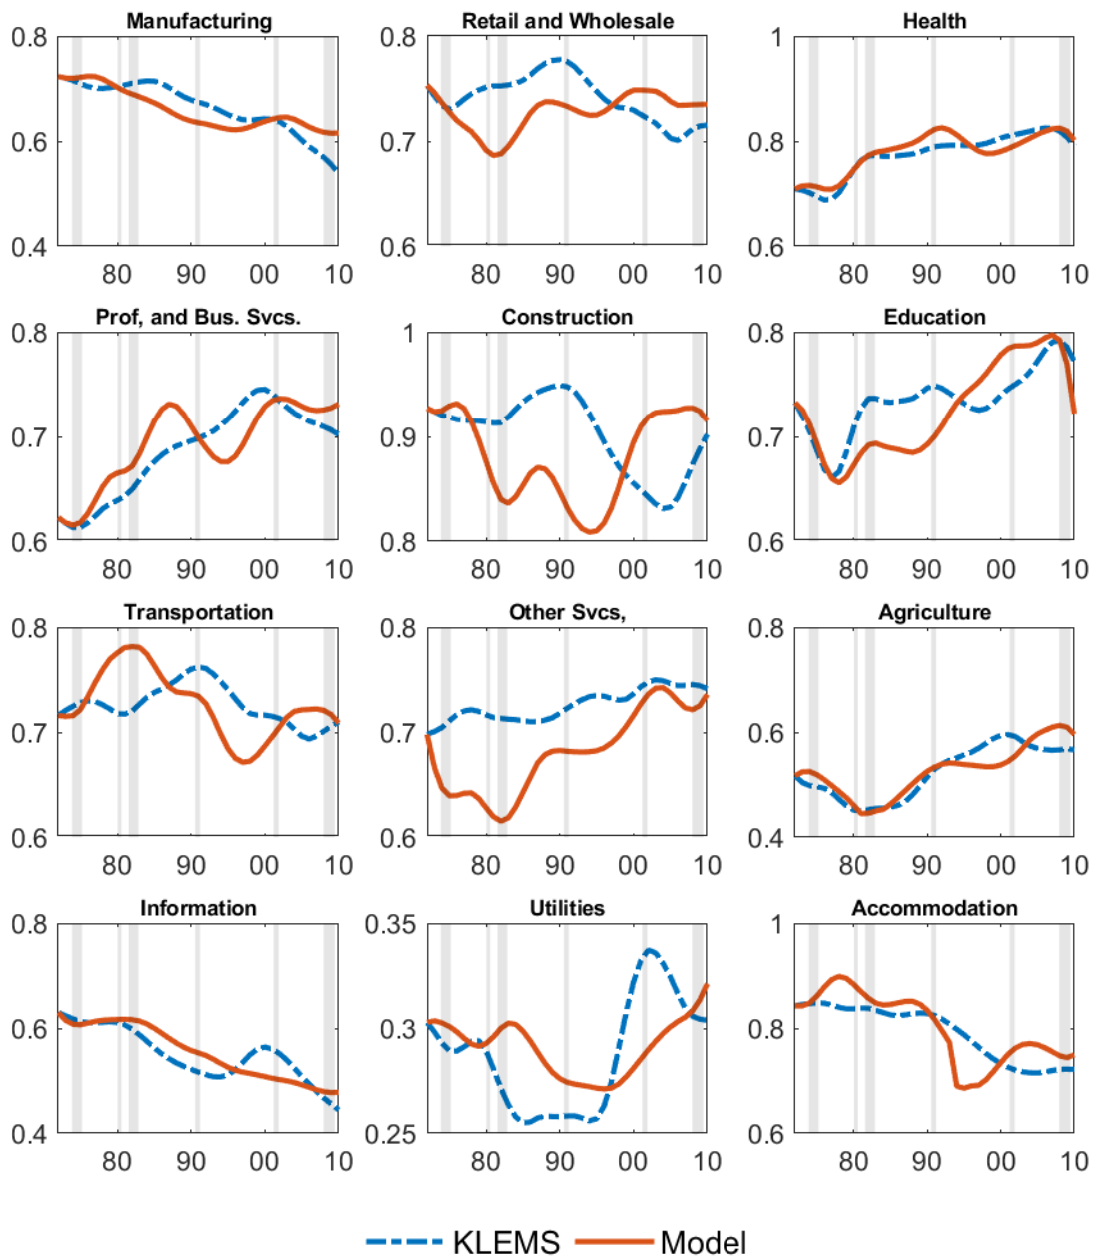 Manufacturing
0.8
0.6
0.4
80 90 00 10
Retail and Wholesale
0.8
0.7
0.6
80 90 00 10
Health
1
0.8
0.6
80 90 00 10
Prof, and Bus. Svcs.
0.8
0.7
0.6
80 90 00 10
Construction
1
0.9
0.8
80 90 00 10
Education
0.8
0.7
0.6
80 90 00 10
Transportation
0.8
0.7
0.6
80 90 00 10
Other Svcs,
0.8
0.7
0.6
80 90 00 10
Agriculture
0.8
0.6
0.4
80 90 00 10
Information
0.8
0.6
0.4
80 90 00 10
Utilities
0.35
0.3
0.25
80 90 00 10
Accommodation
1
0.8
0.6
80 90 00 10
KLEMS Model